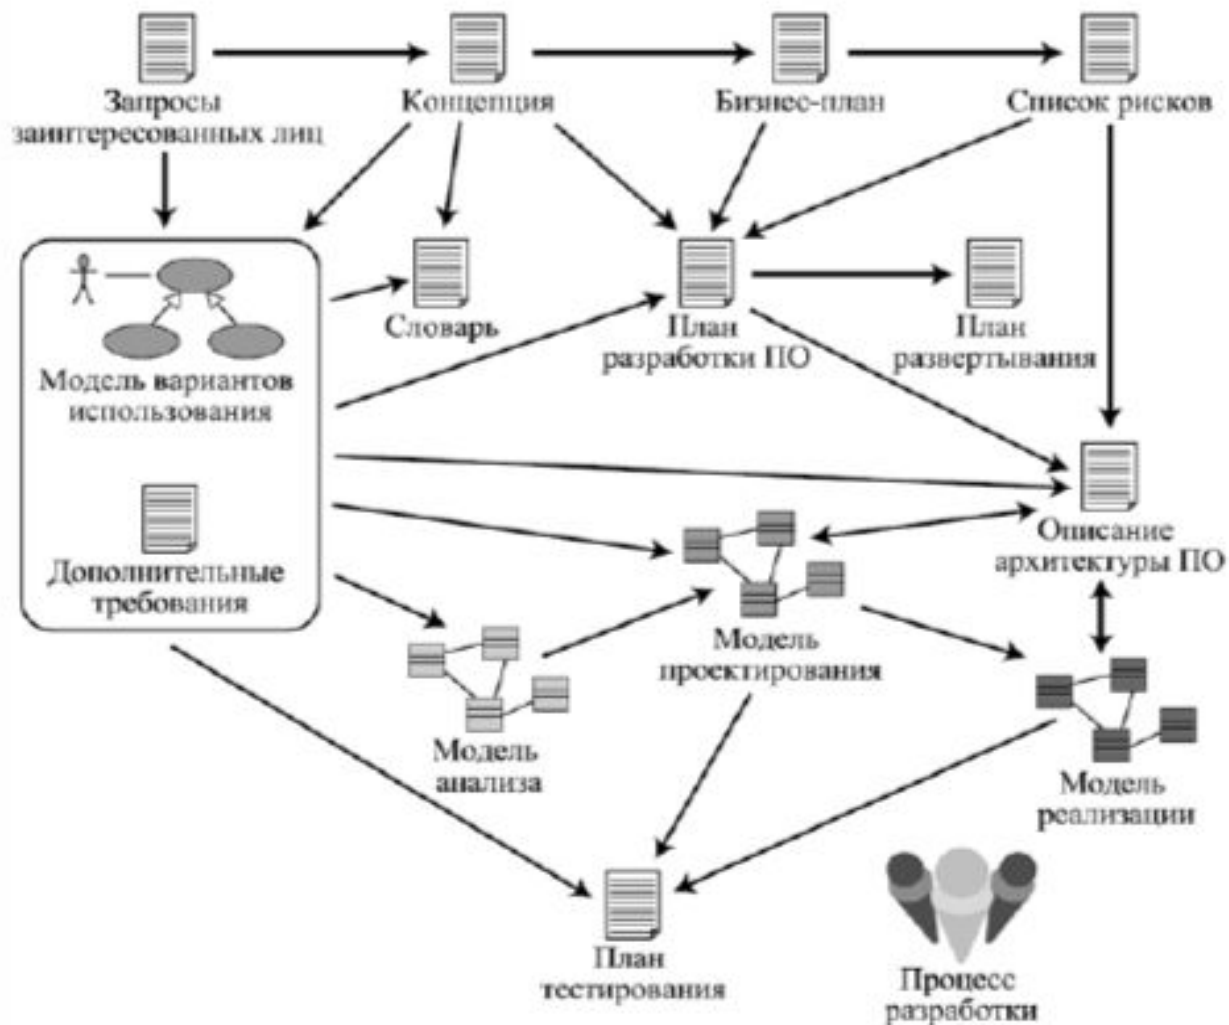 Запросы
заинтересованных лиц
Концепция
Бизнес-план
Список рисков
Модель вариантов
использования
Словарь
План
разработки ПО
План
развертывания
Дополнительные
требования
Описание
архитектуры ПО
Модель
проектирования
Модель
анализа
Модель
реализации
План
тестирования
Процесс
разработки